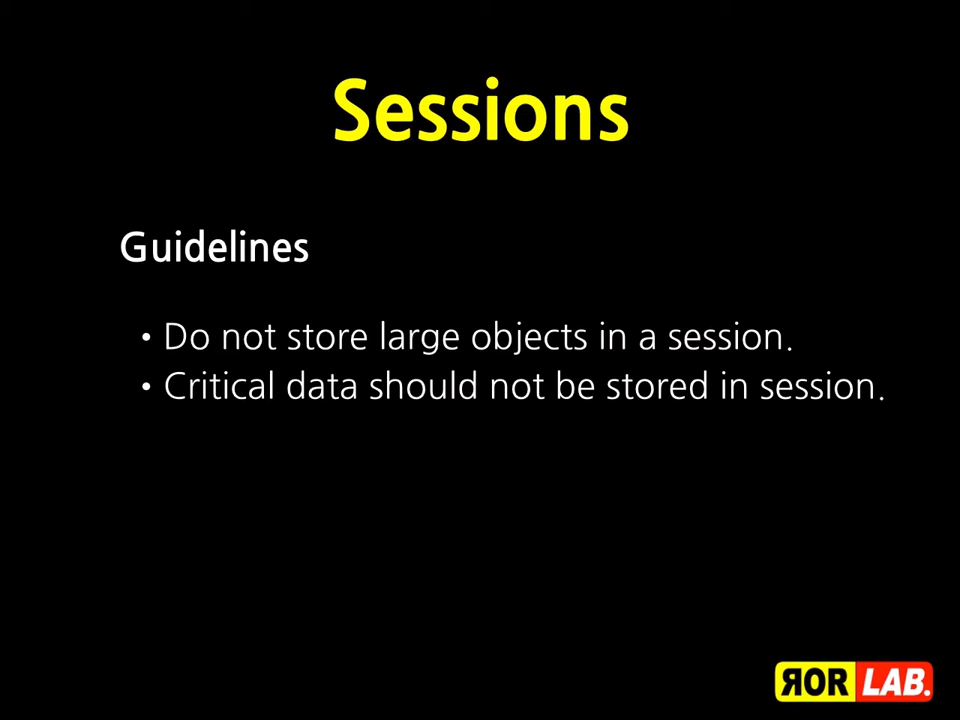 Sessions
Guidelines
• Do not store large objects in a session.
• Critical data should not be stored in session.
ЯOR LAB.